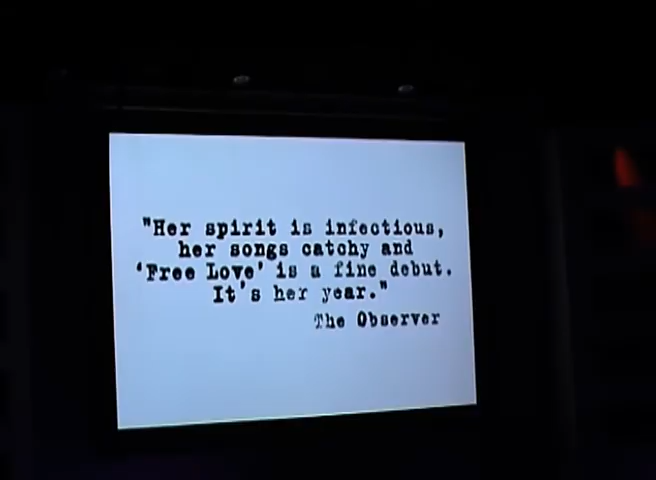 "Her spirit is infectious,
her songs catchy and
'Free Love' is a fine debut.
It's her year."
The Observer